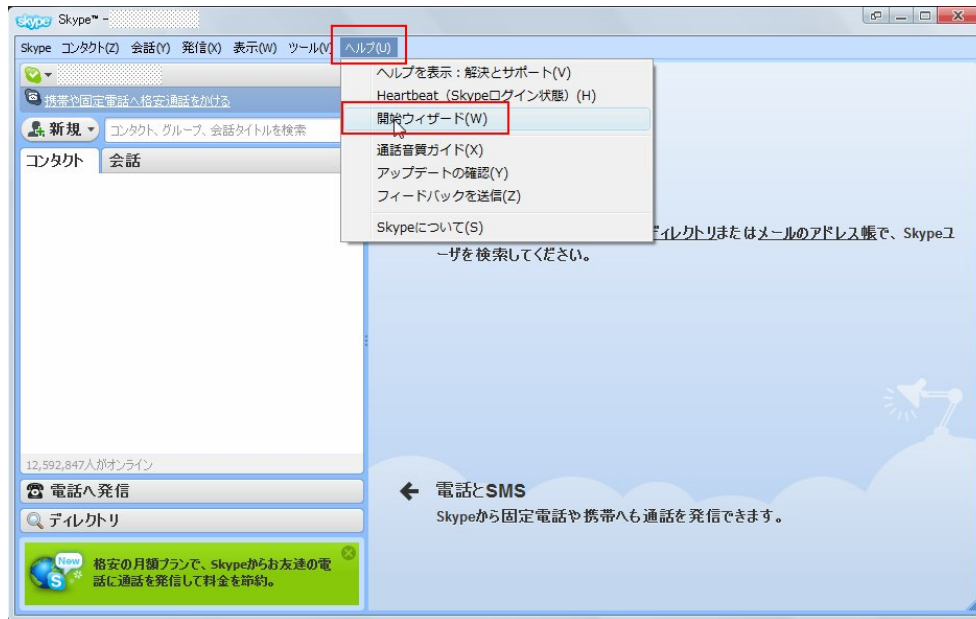 skype Skype™ -
Skype コンタクト(Z) 会話(Y) 発信(X) 表示(W) ツール(V) ヘルプ(U)
ヘルプを表示：解決とサポート(V)
Heartbeat（Skypeログイン状態）(H)
開始ウィザード(W)
通話音質ガイド(X)
アップデートの確認(Y)
フィードバックを送信(Z)
Skypeについて(S)
携帯や固定電話へ格安通話をかける
新規 コンタクト、グループ、会話タイトルを検索
コンタクト 会話
ディレクトリまたはメールのアドレス帳で、Skypeユ
ーザを検索してください。
12,592,847人がオンライン
電話へ発信
ディレクトリ
New 格安の月額プランで、Skypeからお友達の電
話に通話を発信して料金を節約。
電話とSMS
Skypeから固定電話や携帯へも通話を発信できます。